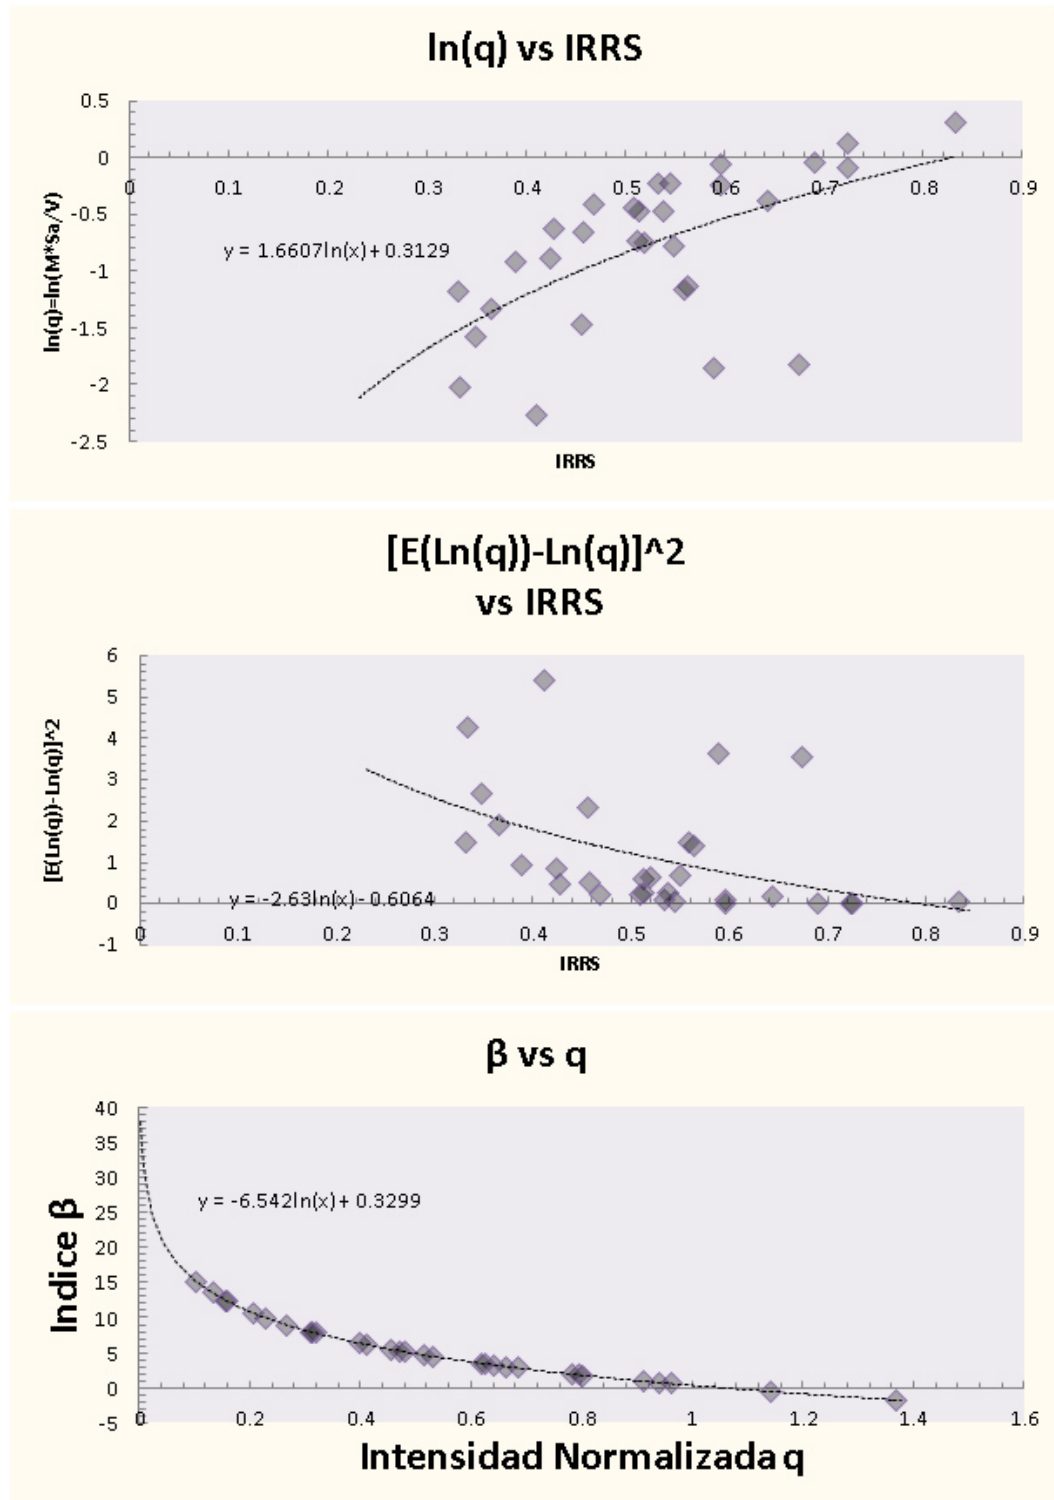 ln(q) vs IRRS
0.5
0
0 0.1 0.2 0.3 0.4 0.5 0.6 0.7 0.8 0.9
-0.5
y = 1.6607ln(x)+ 0.3129
-1
-1.5
-2
-2.5
ln(q)=ln(M*Sa/V)
IRRS
[E(Ln(q))-Ln(q)]^2
vs IRRS
6
5
4
3
2
1
0
y = -2.63ln(x)- 0.6064
0 0.1 0.2 0.3 0.4 0.5 0.6 0.7 0.8 0.9
-1
[E(Ln(q))-Ln(q)]^2
IRRS
β vs q
40
35
30
y = -6.542ln(x)+ 0.3299
25
20
15
10
5
0
-5
0 0.2 0.4 0.6 0.8 1 1.2 1.4 1.6
Indice β
Intensidad Normalizada q